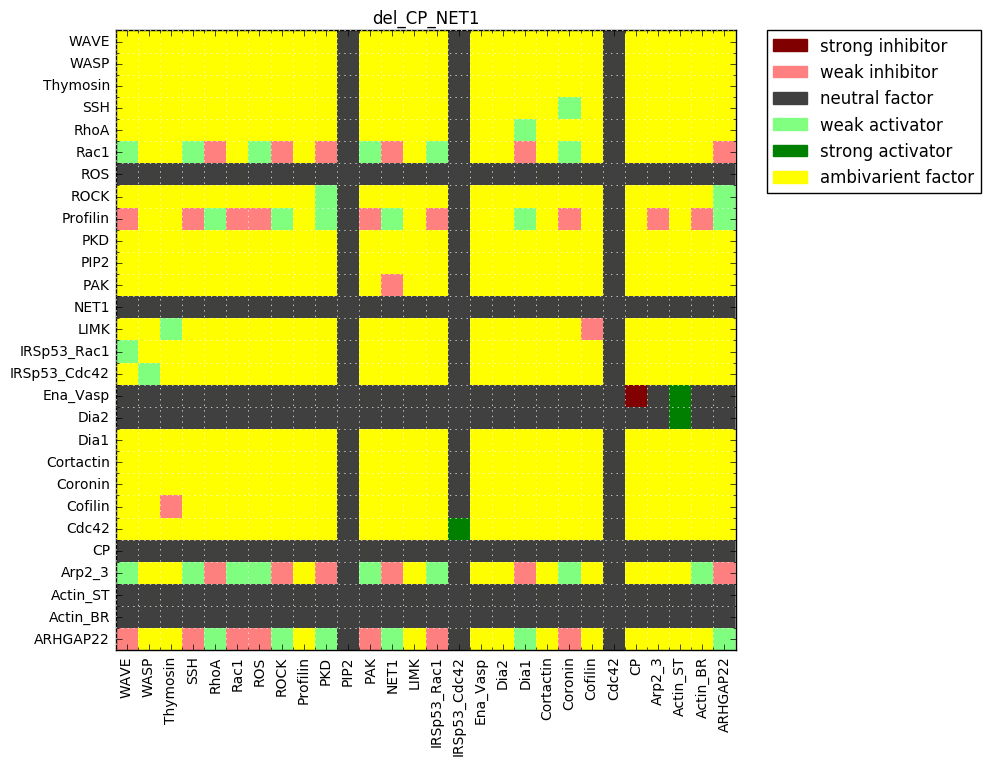 del_CP_NET1
WAVE
WASP
Thymosin
SSH
RhoA
Rac1
ROS
ROCK
Profilin
PKD
PIP2
PAK
NET1
LIMK
IRSp53_Rac1
IRSp53_Cdc42
Ena_Vasp
Dia2
Dia1
Cortactin
Coronin
Cofilin
Cdc42
CP
Arp2_3
Actin_ST
Actin_BR
ARHGAP22
WAVE
WASP
Thymosin
SSH
RhoA
Rac1
ROS
ROCK
Profilin
PKD
PIP2
PAK
NET1
LIMK
IRSp53_Rac1
IRSp53_Cdc42
Ena_Vasp
Dia2
Dia1
Cortactin
Coronin
Cofilin
Cdc42
CP
Arp2_3
Actin_ST
Actin_BR
ARHGAP22
strong inhibitor
weak inhibitor
neutral factor
weak activator
strong activator
ambivarient factor